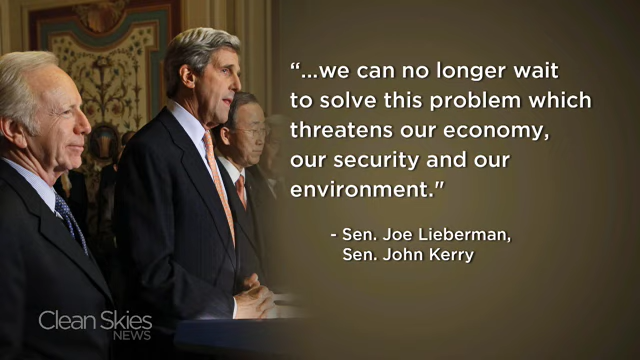 “...we can no longer wait
to solve this problem which
threatens our economy,
our security and our
environment."
- Sen. Joe Lieberman,
Sen. John Kerry
Clean Skies
NEWS